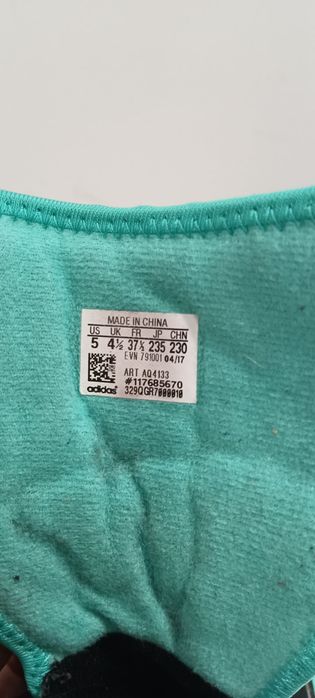 MADE IN CHINA
US UK FR JP CHN
5 4½ 37⅓ 235 230
EVN 791001 04/17
ART AQ4133
#117685670
adidas 329QGR7000010